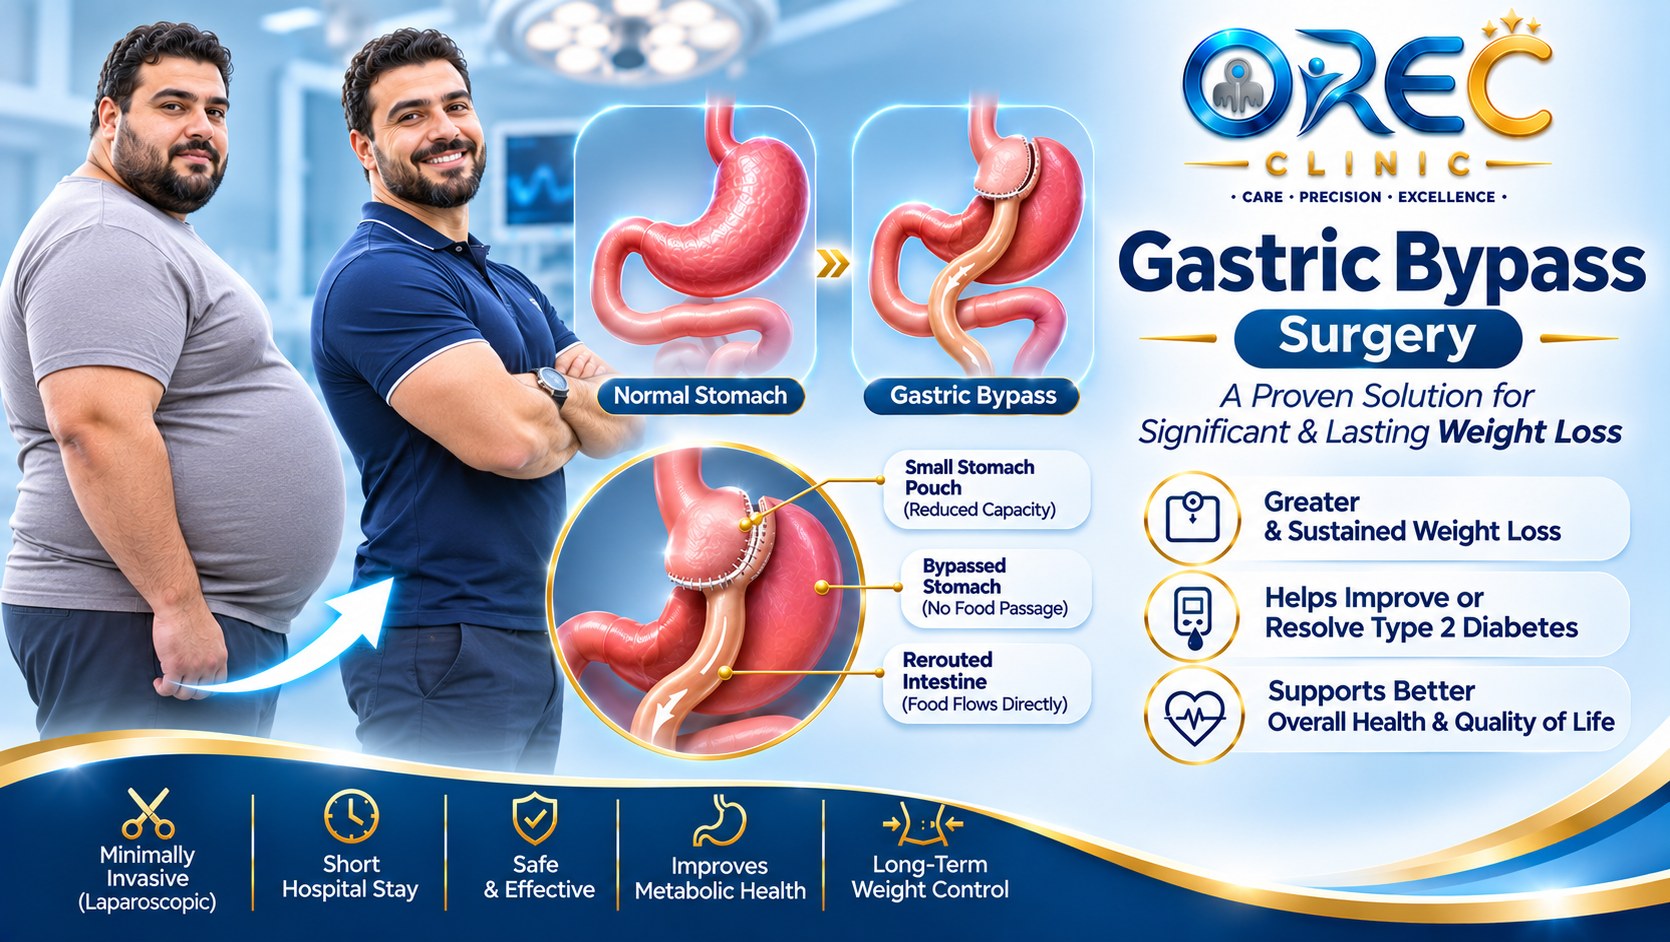 OREC
CLINIC
• CARE • PRECISION • EXCELLENCE •
Gastric Bypass
Surgery
A Proven Solution for
Significant & Lasting Weight Loss
Normal Stomach
Gastric Bypass
Small Stomach
Pouch
(Reduced Capacity)
Bypassed
Stomach
(No Food Passage)
Rerouted
Intestine
(Food Flows Directly)
Greater
& Sustained Weight Loss
Helps Improve or
Resolve Type 2 Diabetes
Supports Better
Overall Health & Quality of Life
Minimally
Invasive
(Laparoscopic)
Short
Hospital Stay
Safe
& Effective
Improves
Metabolic Health
Long-Term
Weight Control